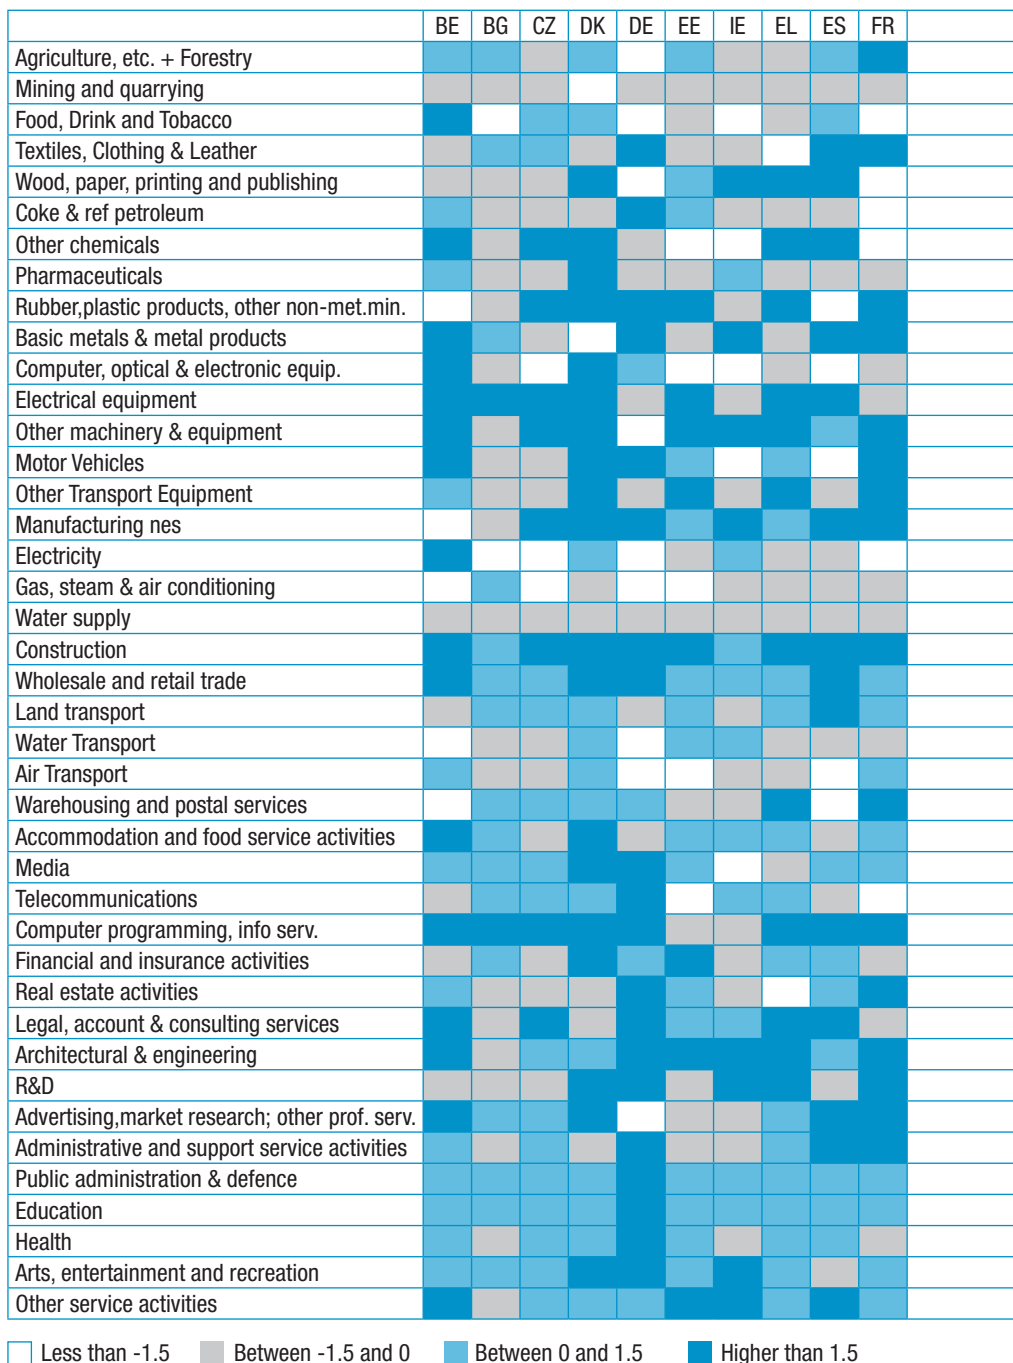 BE BG CZ DK DE EE IE EL ES FR
Agriculture, etc. + Forestry
Mining and quarrying
Food, Drink and Tobacco
Textiles, Clothing & Leather
Wood, paper, printing and publishing
Coke & ref petroleum
Other chemicals
Pharmaceuticals
Rubber,plastic products, other non-met.min.
Basic metals & metal products
Computer, optical & electronic equip.
Electrical equipment
Other machinery & equipment
Motor Vehicles
Other Transport Equipment
Manufacturing nes
Electricity
Gas, steam & air conditioning
Water supply
Construction
Wholesale and retail trade
Land transport
Water Transport
Air Transport
Warehousing and postal services
Accommodation and food service activities
Media
Telecommunications
Computer programming, info serv.
Financial and insurance activities
Real estate activities
Legal, account & consulting services
Architectural & engineering
R&D
Advertising,market research; other prof. serv.
Administrative and support service activities
Public administration & defence
Education
Health
Arts, entertainment and recreation
Other service activities
Less than -1.5 Between -1.5 and 0 Between 0 and 1.5 Higher than 1.5